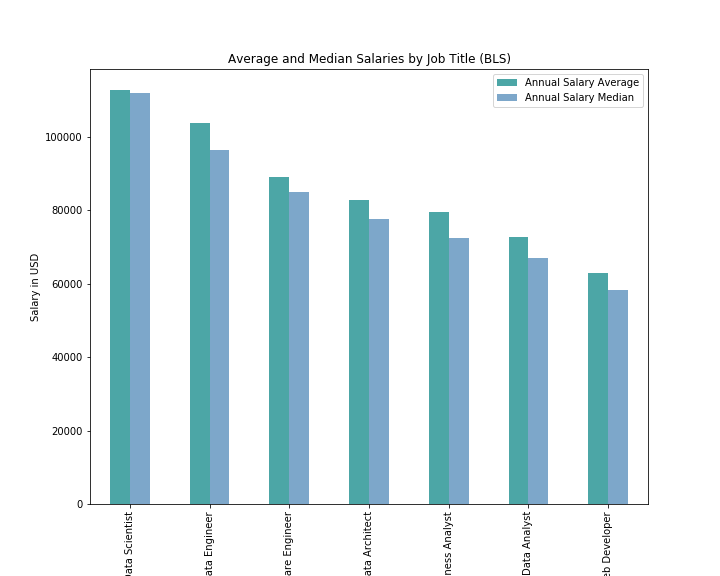 Average and Median Salaries by Job Title (BLS)
Annual Salary Average
Annual Salary Median
Salary in USD
100000
80000
60000
40000
20000
0
Data Scientist
ata Engineer
are Engineer
ata Architect
ness Analyst
Data Analyst
eb Developer